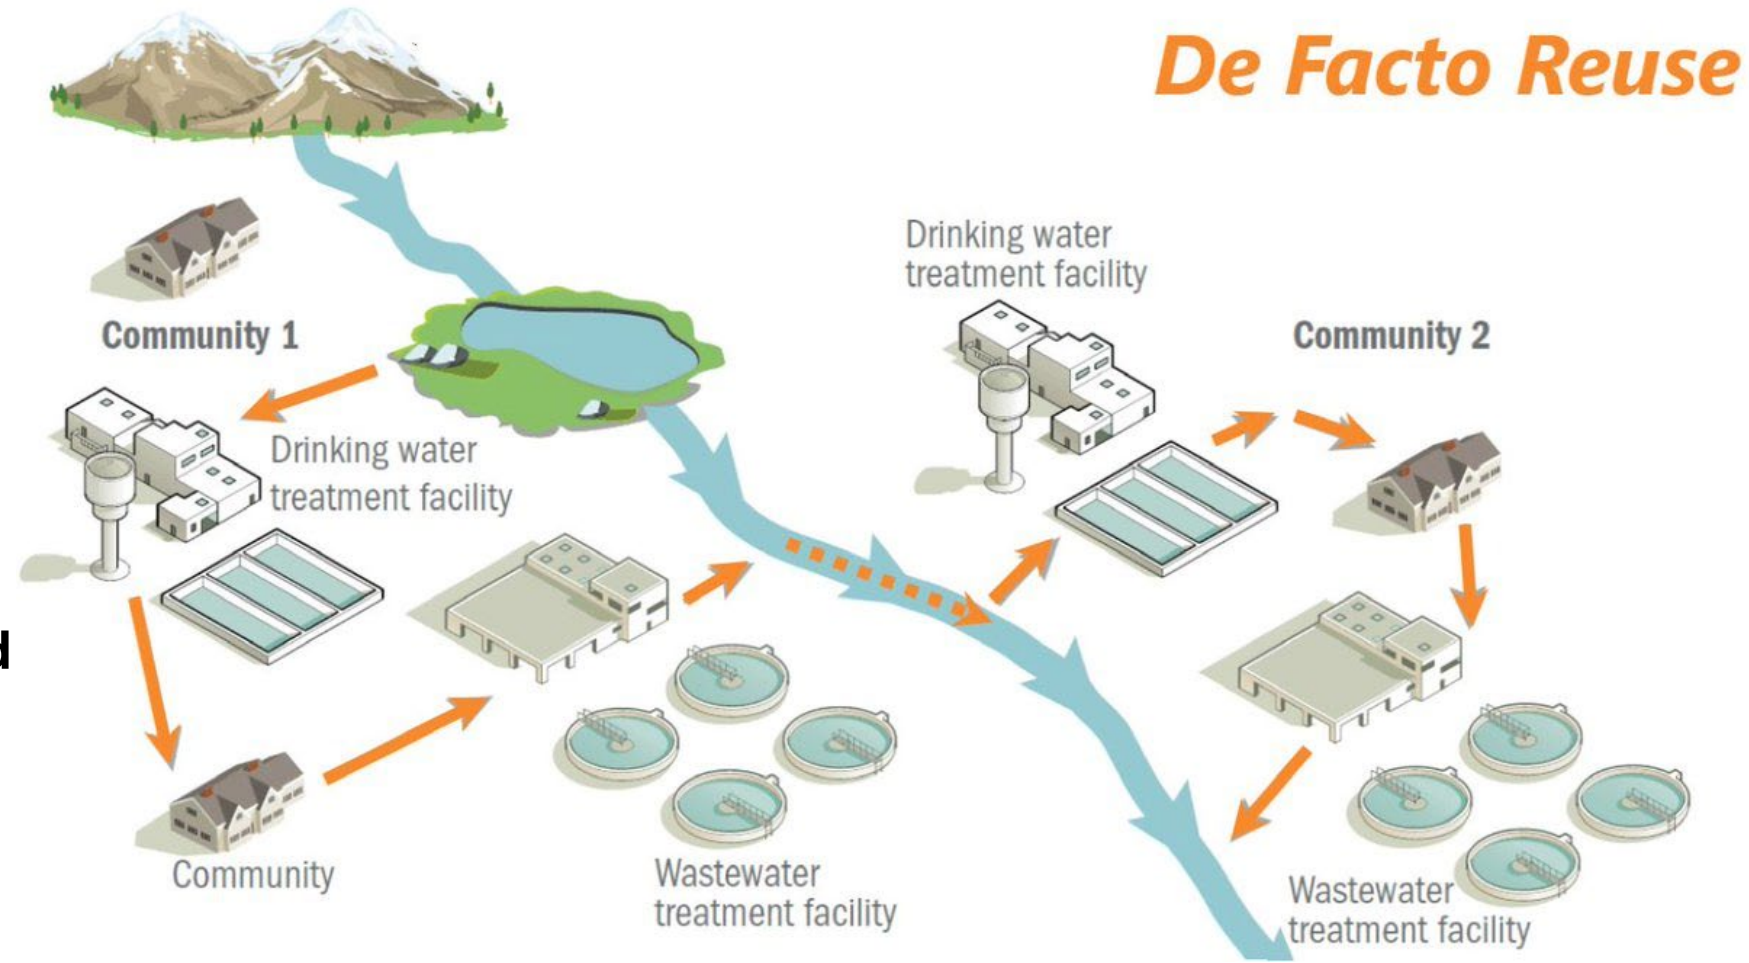 De Facto Reuse
Drinking water
treatment facility
Community 1
Community 2
Drinking water
treatment facility
d
Community
Wastewater
treatment facility
Wastewater
treatment facility